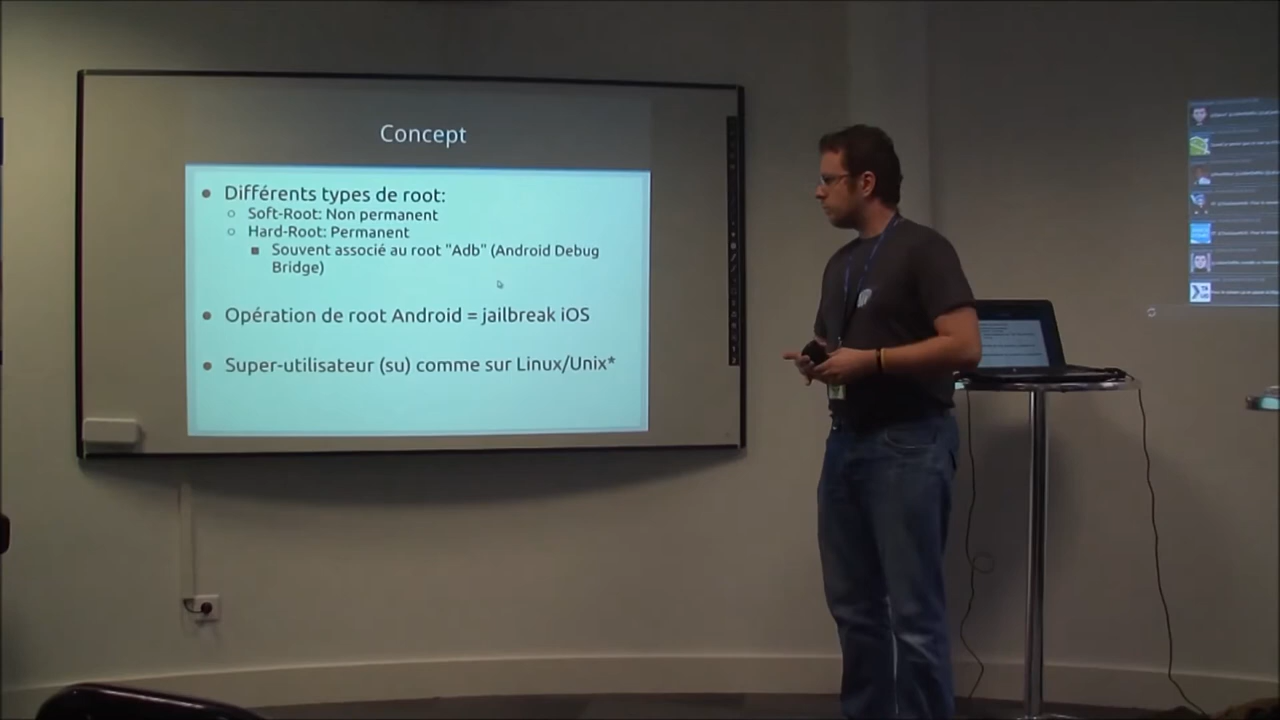 Concept
Différents types de root:
Soft-Root: Non permanent
Hard-Root: Permanent
Souvent associé au root "Adb" (Android Debug
Bridge)
Opération de root Android = jailbreak iOS
Super-utilisateur (su) comme sur Linux/Unix*